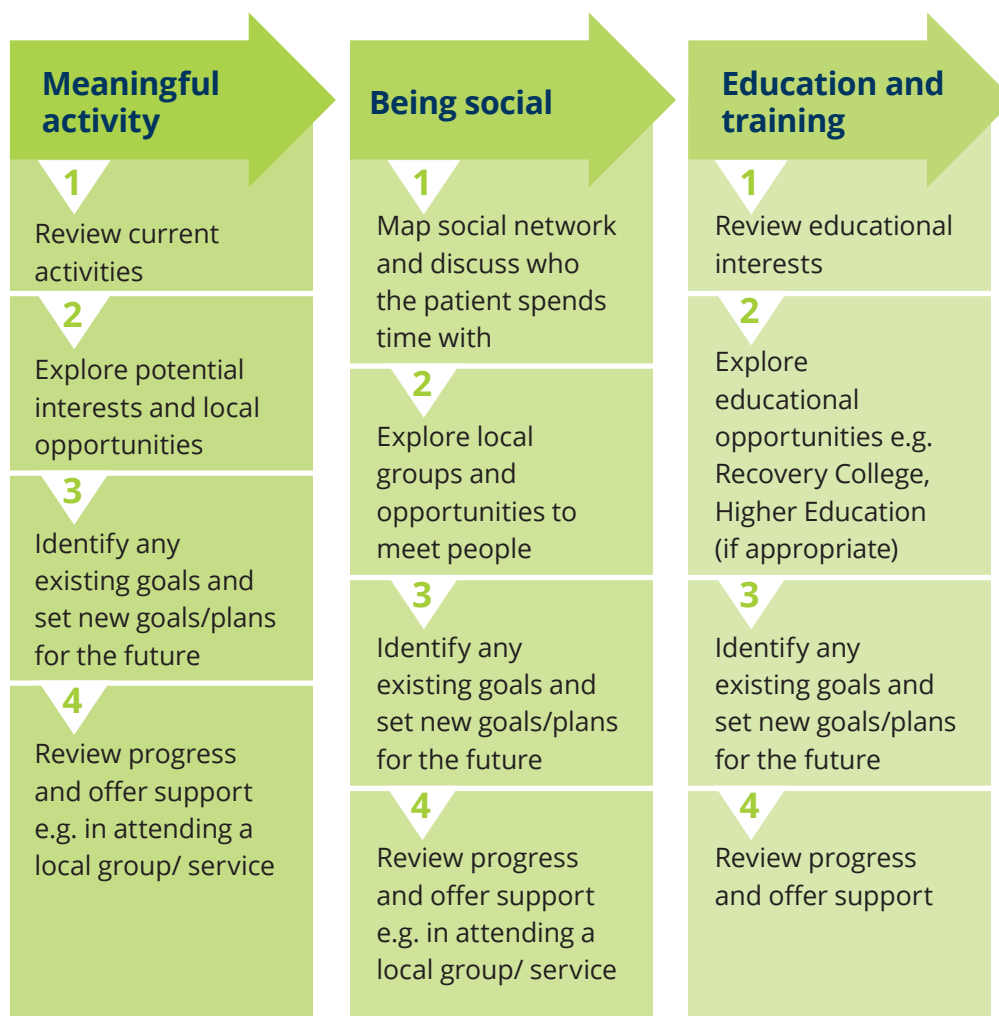 Meaningful
activity
1
Review current
activities
2
Explore potential
interests and local
opportunities
3
Identify any
existing goals and
set new goals/plans
for the future
4
Review progress
and offer support
e.g. in attending a
local group/ service
Being social
1
Map social network
and discuss who
the patient spends
time with
2
Explore local
groups and
opportunities to
meet people
3
Identify any
existing goals and
set new goals/plans
for the future
4
Review progress
and offer support
e.g. in attending a
local group/ service
Education and
training
1
Review educational
interests
2
Explore
educational
opportunities e.g.
Recovery College,
Higher Education
(if appropriate)
3
Identify any
existing goals and
set new goals/plans
for the future
4
Review progress
and offer support